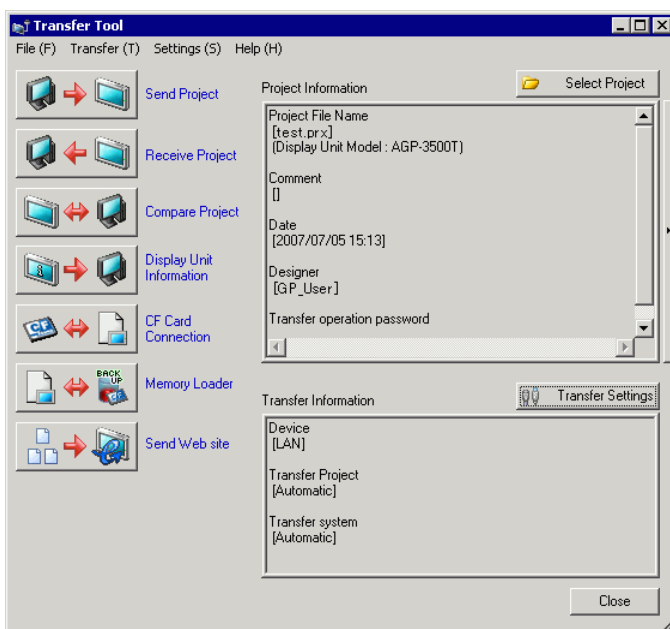 Transfer Tool
File (F) Transfer (T) Settings (S) Help (H)
Send Project
Receive Project
Compare Project
Display Unit
Information
CF Card
Connection
Memory Loader
Send Web site
CF
BACK
UP
CF
Project Information
Select Project
Project File Name
[test.prx]
(Display Unit Model : AGP-3500T)
Comment
[]
Date
[2007/07/05 15:13]
Designer
[GP_User]
Transfer operation password
Transfer Information
Transfer Settings
Device
[LAN]
Transfer Project
[Automatic]
Transfer system
[Automatic]
Close